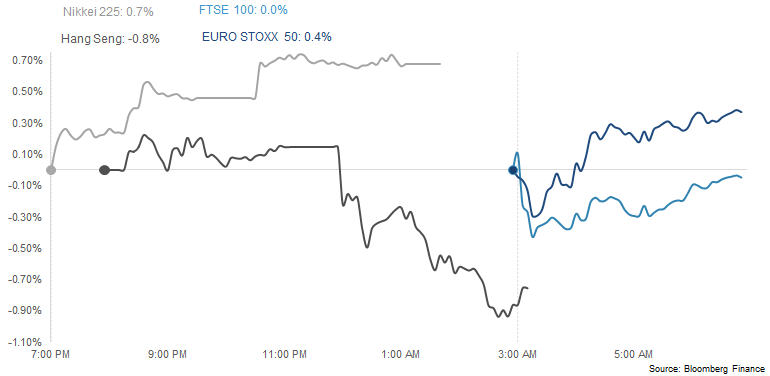 Nikkei 225: 0.7% FTSE 100: 0.0%
Hang Seng: -0.8% EURO STOXX 50: 0.4%
0.70%
0.50%
0.30%
0.10%
-0.10%
-0.30%
-0.50%
-0.70%
-0.90%
-1.10%
7:00 PM 9:00 PM 11:00 PM 1:00 AM 3:00 AM 5:00 AM
Source: Bloomberg Finance